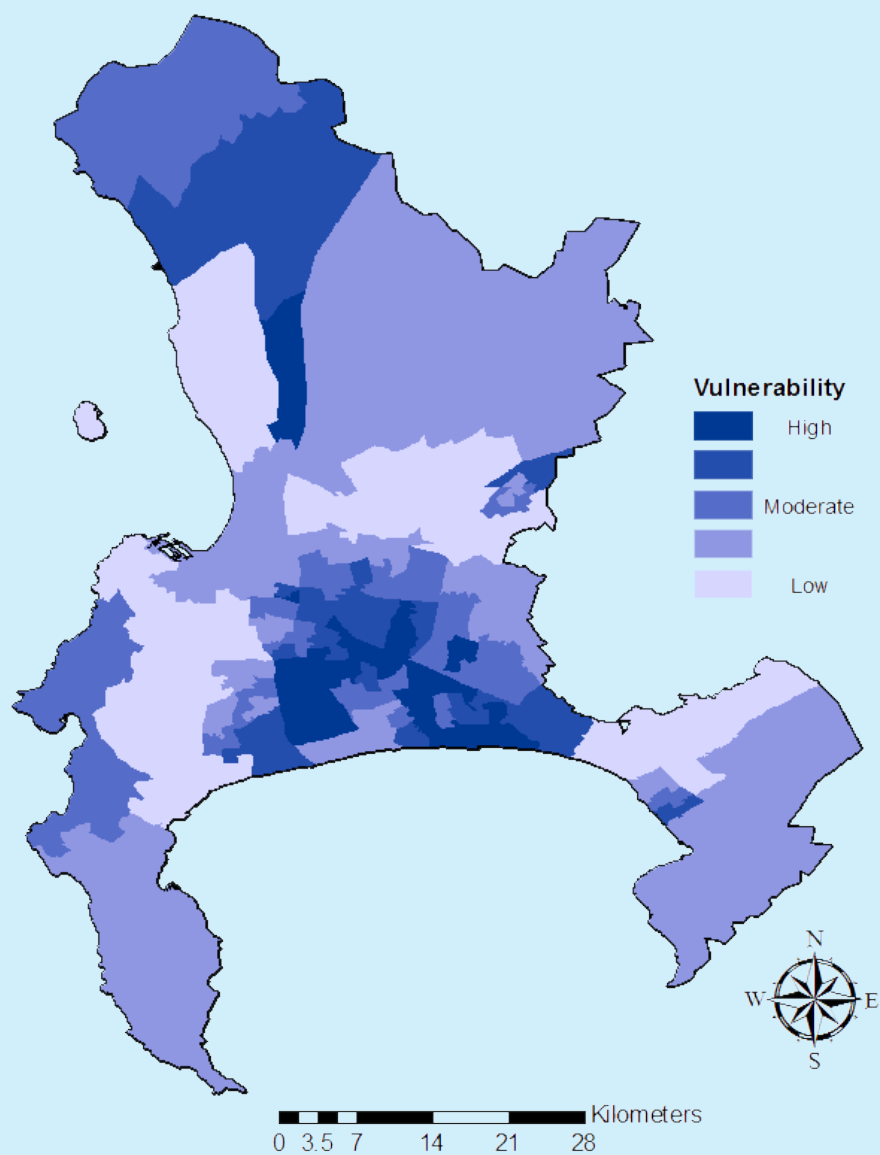 Vulnerability
High
Moderate
Low
N
W E
S
Kilometers
0 3.5 7 14 21 28